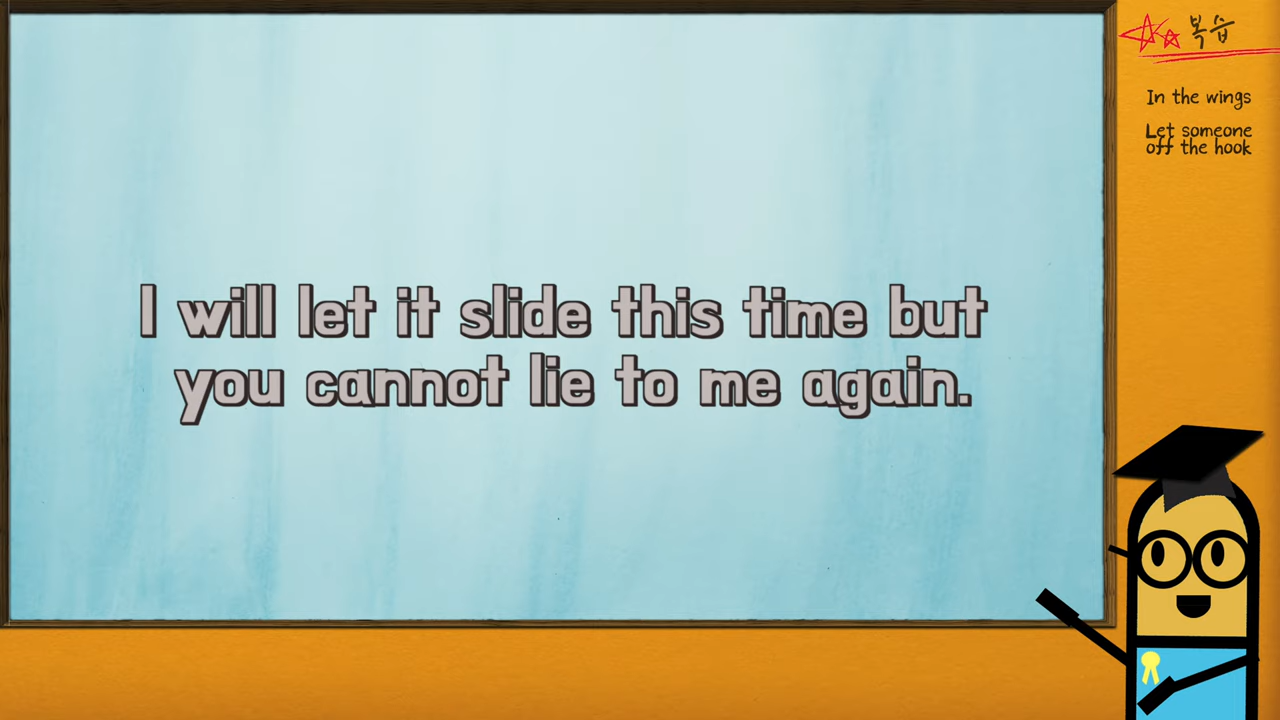 I will let it slide this time but
you cannot lie to me again.
복습
In the wings
Let someone
off the hook